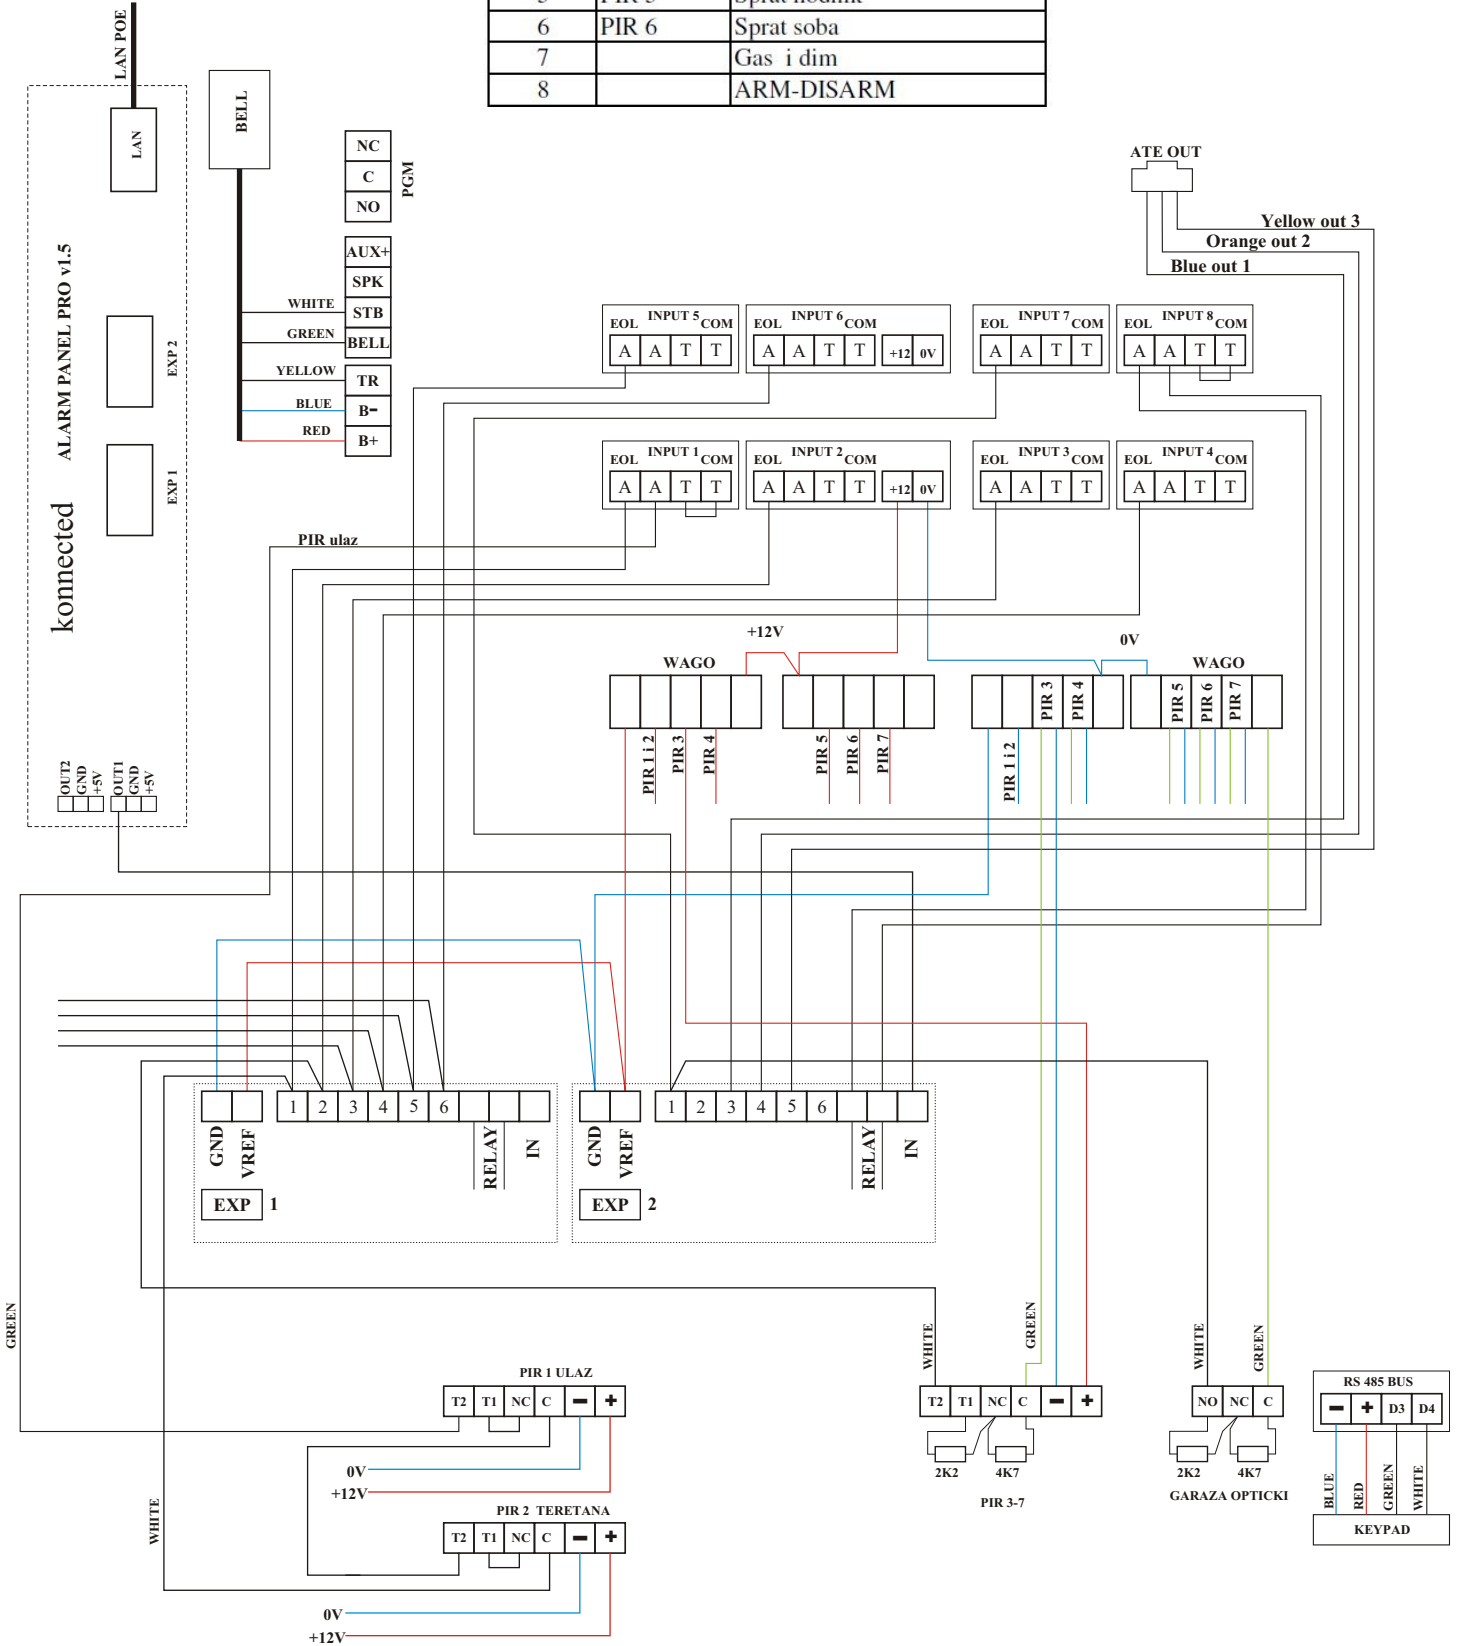 6 PIR 6 Sprat soba
7 Gas i dim
8 ARM-DISARM
LAN POE
LAN
BELL
NC
C
NO
PGM
AUX+
SPK
STB
BELL
TR
B-
B+
WHITE
GREEN
YELLOW
BLUE
RED
ALARM PANEL PRO v1.5
konnected
EXP 2
EXP 1
OUT2
GND
+5V
OUT1
GND
+5V
ATE OUT
Yellow out 3
Orange out 2
Blue out 1
EOL INPUT 5 COM
A A T T
EOL INPUT 6 COM
A A T T +12 0V
EOL INPUT 7 COM
A A T T
EOL INPUT 8 COM
A A T T
EOL INPUT 1 COM
A A T T
EOL INPUT 2 COM
A A T T +12 0V
EOL INPUT 3 COM
A A T T
EOL INPUT 4 COM
A A T T
PIR ulaz
+12V
0V
WAGO
WAGO
PIR 1 i 2
PIR 3
PIR 4
PIR 5
PIR 6
PIR 7
PIR 1 i 2
PIR 3
PIR 4
PIR 5
PIR 6
PIR 7
GND
VREF
1 2 3 4 5 6
RELAY
IN
EXP 1
GND
VREF
1 2 3 4 5 6
RELAY
IN
EXP 2
GREEN
WHITE
PIR 1 ULAZ
T2 T1 NC C - +
0V
+12V
PIR 2 TERETANA
T2 T1 NC C - +
0V
+12V
WHITE
GREEN
T2 T1 NC C - +
2K2
4K7
PIR 3-7
WHITE
GREEN
NO NC C
2K2
4K7
GARAZA OPTICKI
RS 485 BUS
- + D3 D4
BLUE
RED
GREEN
WHITE
KEYPAD